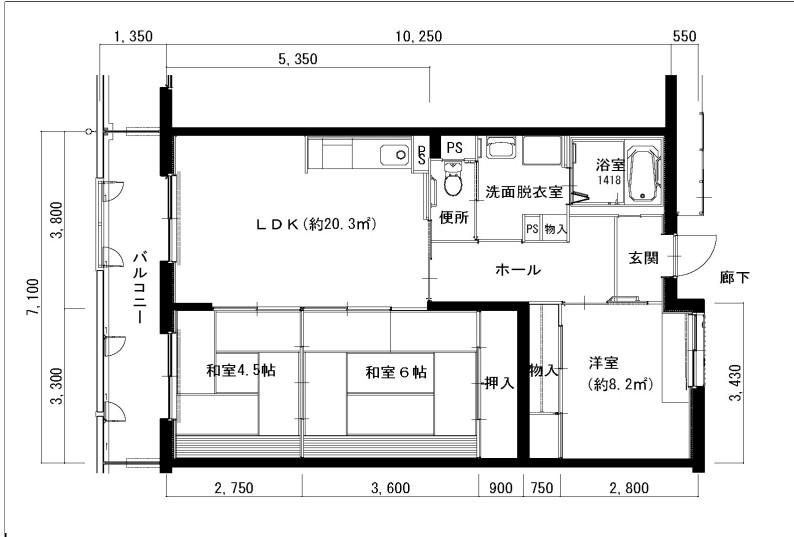 1,350
10,250
550
5,350
PS
PS
浴室
1418
洗面脱衣室
便所
LDK(約20.3㎡)
PS
物入
3,800
バルコニー
ホール
玄関
廊下
7,100
和室4.5帖
和室6帖
押入
物入
洋室
(約8.2㎡)
3,300
3,430
2,750
3,600
900
750
2,800